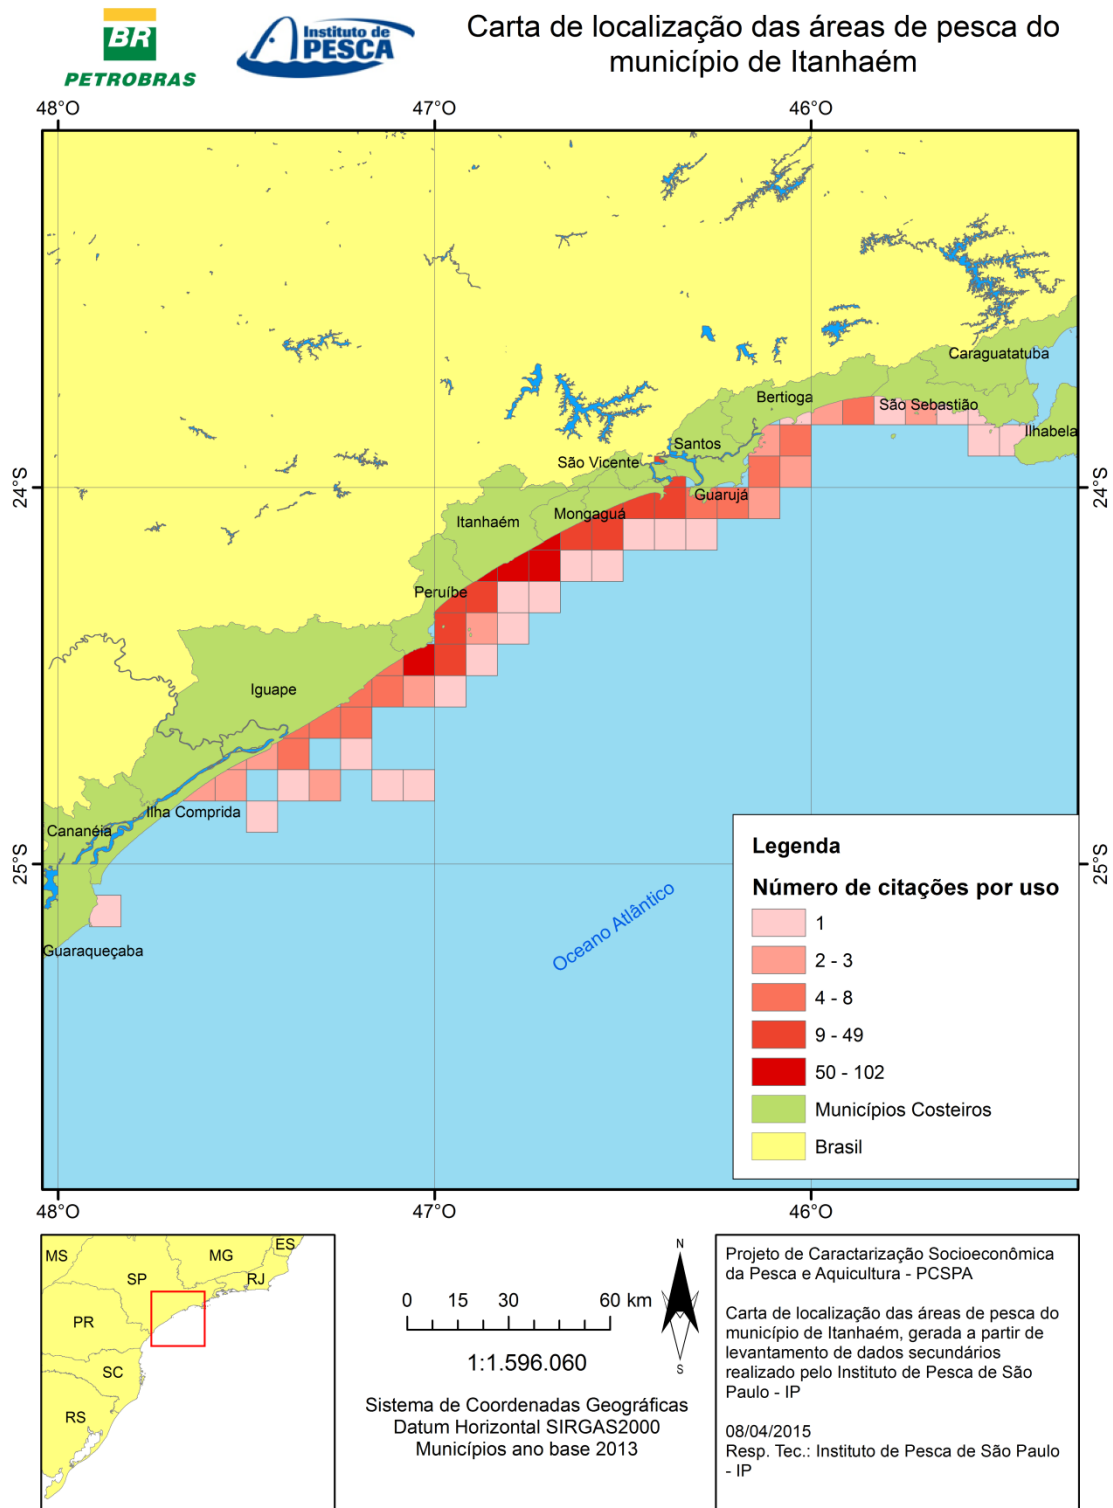 BR
PETROBRAS
Instituto de
PESCA
Carta de localização das áreas de pesca do
município de Itanhaém
48°O
47°O
46°O
Caraguatatuba
Bertioga
São Sebastião
Ilhabela
Santos
São Vicente
24°S
24°S
Guarujá
Mongaguá
Itanhaém
Peruíbe
Iguape
Ilha Comprida
Cananéia
25°S
25°S
Guaraqueçaba
Oceano Atlântico
Legenda
Número de citações por uso
1
2 - 3
4 - 8
9 - 49
50 - 102
Municípios Costeiros
Brasil
48°O
47°O
46°O
MS
MG
ES
SP
RJ
PR
SC
RS
N
0 15 30 60 km
S
1:1.596.060
Sistema de Coordenadas Geográficas
Datum Horizontal SIRGAS2000
Municípios ano base 2013
Projeto de Caractarização Socioeconômica
da Pesca e Aquicultura - PCSPA
Carta de localização das áreas de pesca do
município de Itanhaém, gerada a partir de
levantamento de dados secundários
realizado pelo Instituto de Pesca de São
Paulo - IP
08/04/2015
Resp. Tec.: Instituto de Pesca de São Paulo
- IP